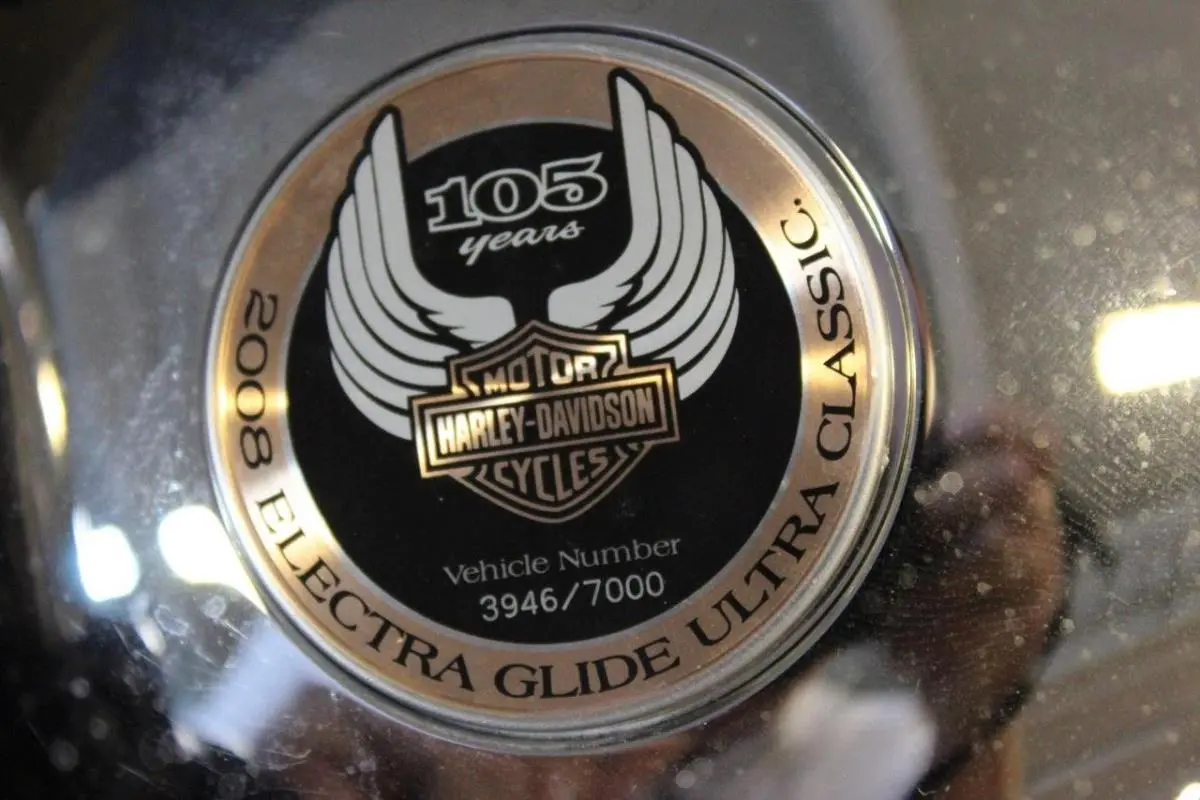 105
years
MOTOR
HARLEY-DAVIDSON
CYCLES
Vehicle Number
3946/7000
2008 ELECTRA GLIDE ULTRA CLASSIC.